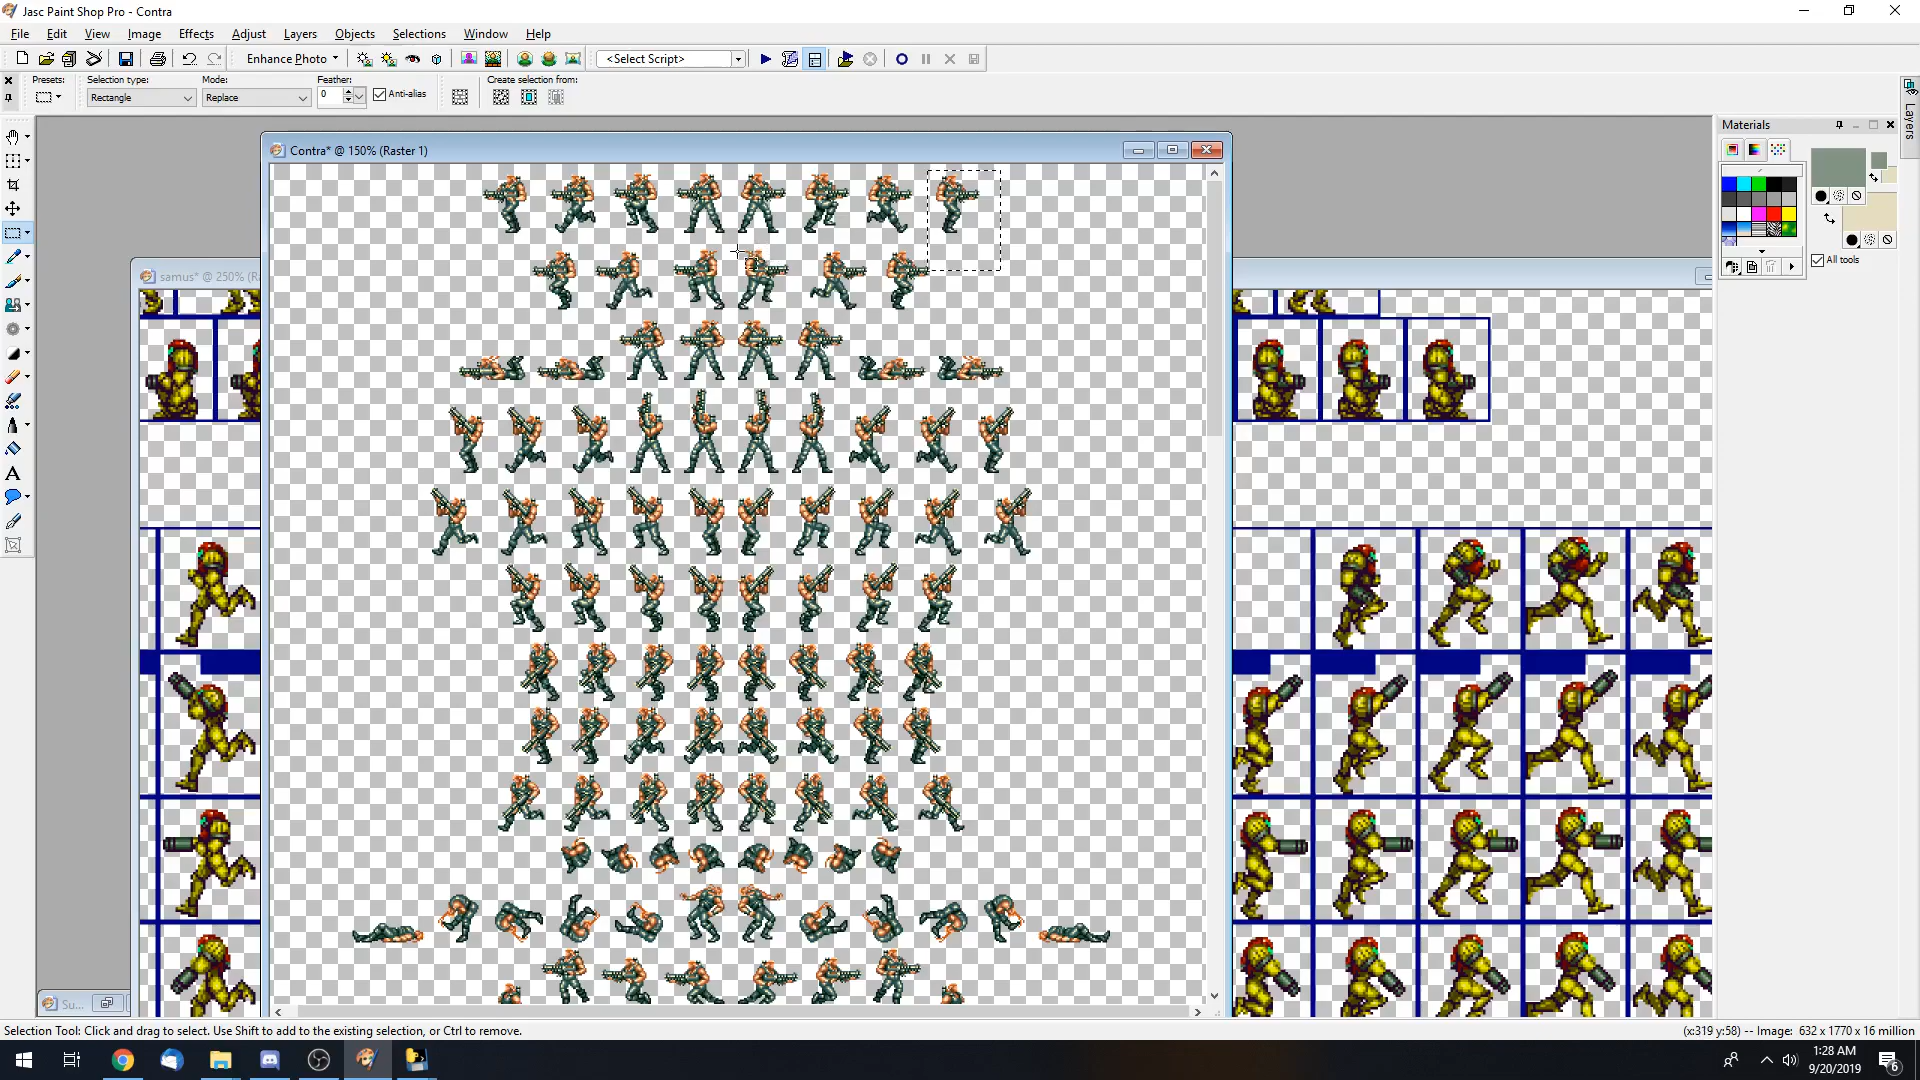 Jasc Paint Shop Pro - Contra
File Edit View Image Effects Adjust Layers Objects Selections Window Help
Enhance Photo <Select Script>
Presets: Selection type: Mode: Feather: Create selection from:
Rectangle Replace 0 Anti-alias
Layers
Materials
Contra* @ 150% (Raster 1)
samus* @ 250% (Ra
All tools
A
Su...
Selection Tool: Click and drag to select. Use Shift to add to the existing selection, or Ctrl to remove.
(x:319 y:58) -- Image: 632 x 1770 x 16 million
1:28 AM
9/20/2019
6